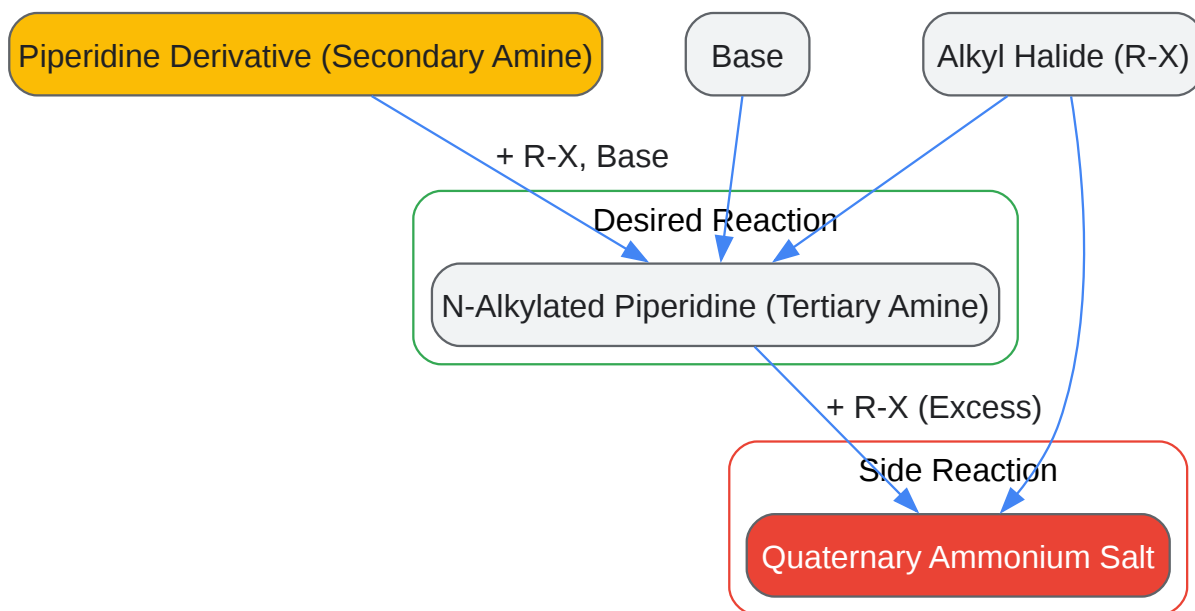 Piperidine Derivative (Secondary Amine)
Base
Alkyl Halide (R-X)
+ R-X, Base
Desired Reaction
N-Alkylated Piperidine (Tertiary Amine)
+ R-X (Excess)
Side Reaction
Quaternary Ammonium Salt